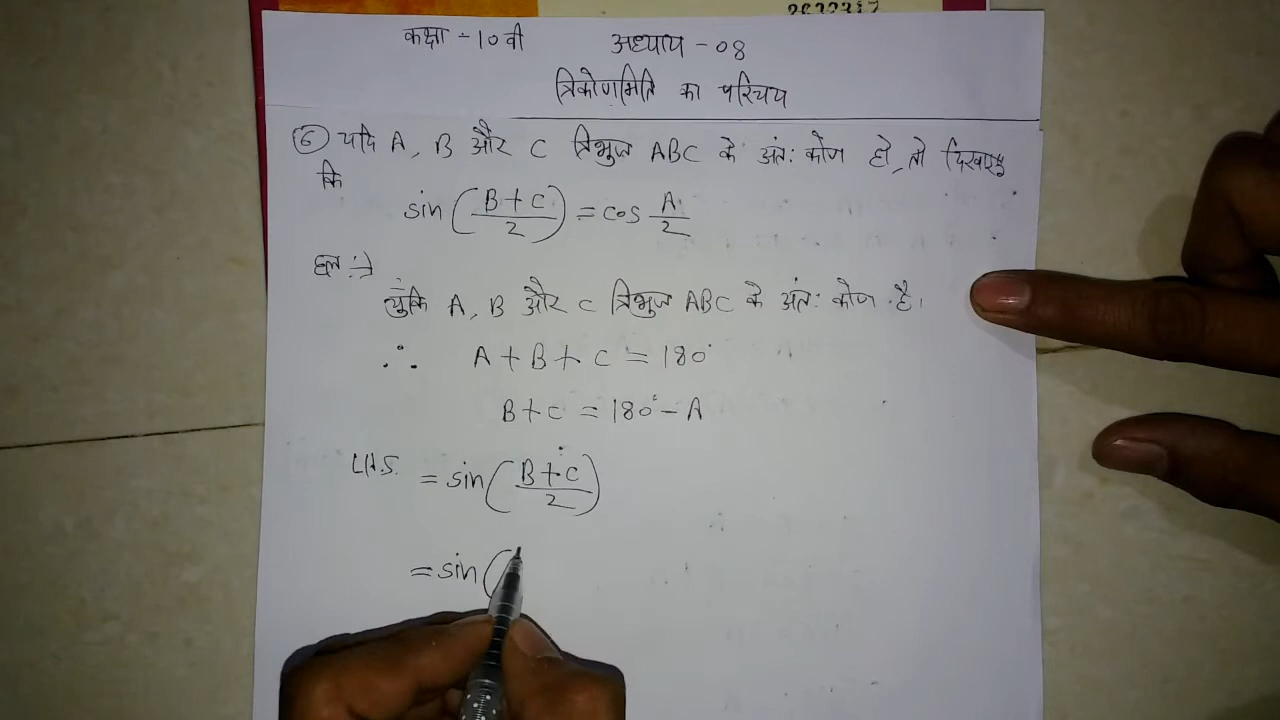 कक्षा - 10 वी अध्याय - 08
त्रिकोणमिति का परिचय
⑥ यदि A, B और C त्रिभुज ABC के अंतः कोण हो, तो दिखाइए
कि
sin(B+C/2) = cos A/2
हल :→
चुंकि A, B और C त्रिभुज ABC के अंतः कोण है।
∴ A + B + C = 180°
B+C = 180° - A
L.H.S. = sin(B+C/2)
= sin(